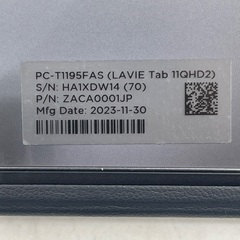 PC-T1195FAS (LAVIE Tab 11QHD2)
S/N: HA1XDW14 (70)
P/N: ZACA0001JP
Mfg Date: 2023-11-30